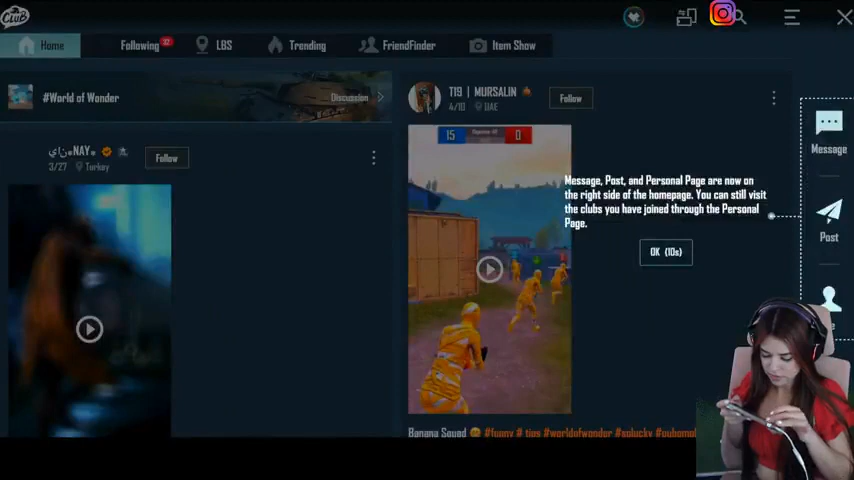 CLUB
Home
Following
32
LBS
Trending
FriendFinder
Item Show
#World of Wonder
Discussion
T19 | MURSALIN
4/10 UAE
Follow
15
0
NAY
3/27 Turkey
Follow
Message, Post, and Personal Page are now on
the right side of the homepage. You can still visit
the clubs you have joined through the Personal
Page.
OK (10s)
Message
Post
Banana Squad #funny # tips #worldofwonder